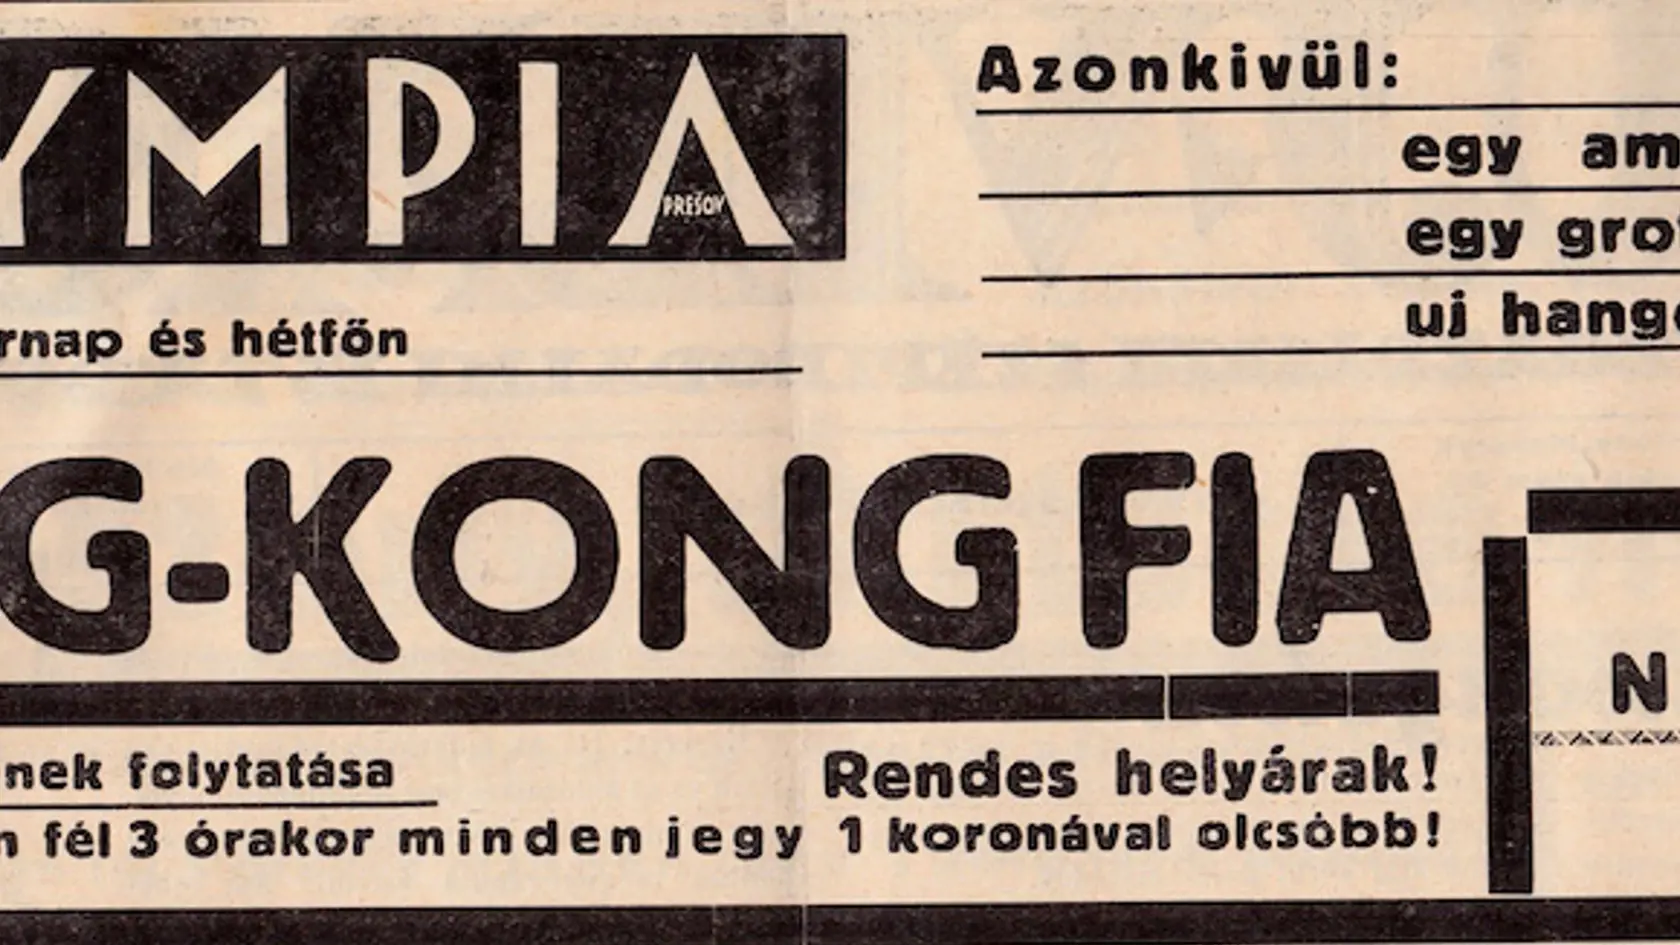 YMPIA
PREŠOV
rnap és hétfőn
G-KONG FIA
nek folytatása
n fél 3 órakor minden jegy 1 koronával olcsóbb!
Rendes helyárak!
Azonkivül:
egy am
egy gro
uj hang
N